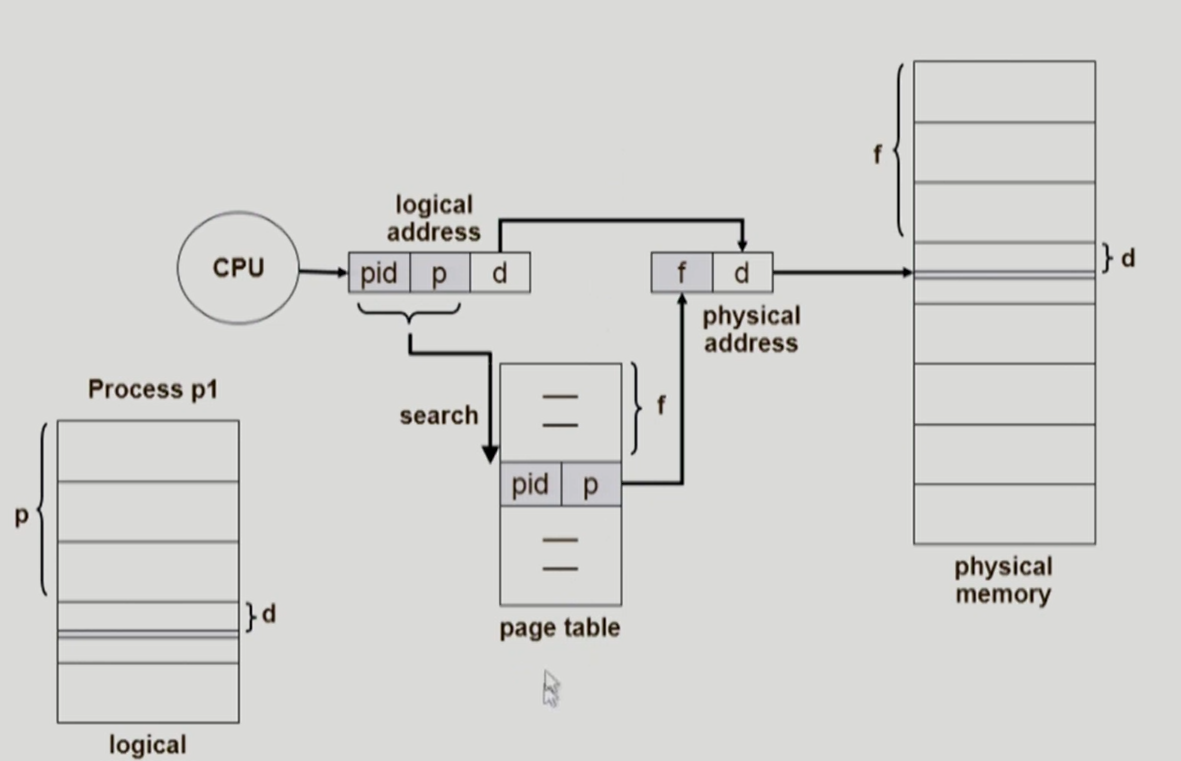 f
logical
address
CPU
pid p d
f d
d
physical
address
Process p1
search
f
pid p
p
d
page table
physical
memory
logical